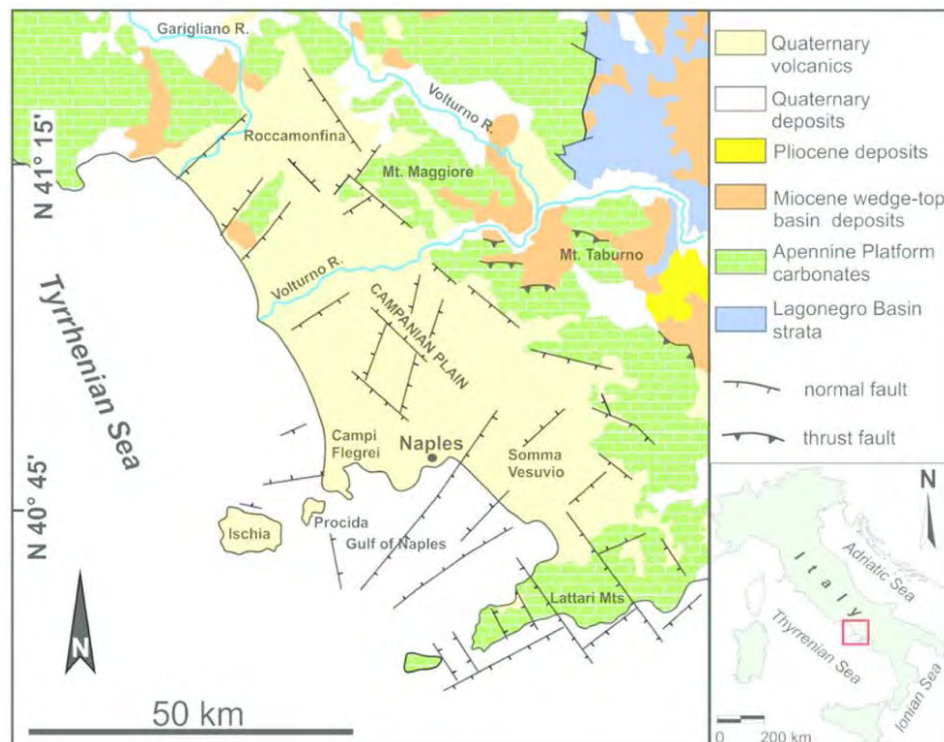 Garigliano R.
Volturno R.
Roccamonfina
Mt. Maggiore
N 41° 15'
Mt. Taburno
Volturno R.
CAMPANIAN PLAIN
Tyrrhenian Sea
Campi
Flegrei
Naples
Somma
Vesuvio
N 40° 45'
Ischia
Procida
Gulf of Naples
Lattari Mts
N
50 km
Quaternary
volcanics
Quaternary
deposits
Pliocene deposits
Miocene wedge-top
basin deposits
Apennine Platform
carbonates
Lagonegro Basin
strata
normal fault
thrust fault
N
Italy
Adriatic Sea
Thyrrenian Sea
Ionian Sea
0 200 km